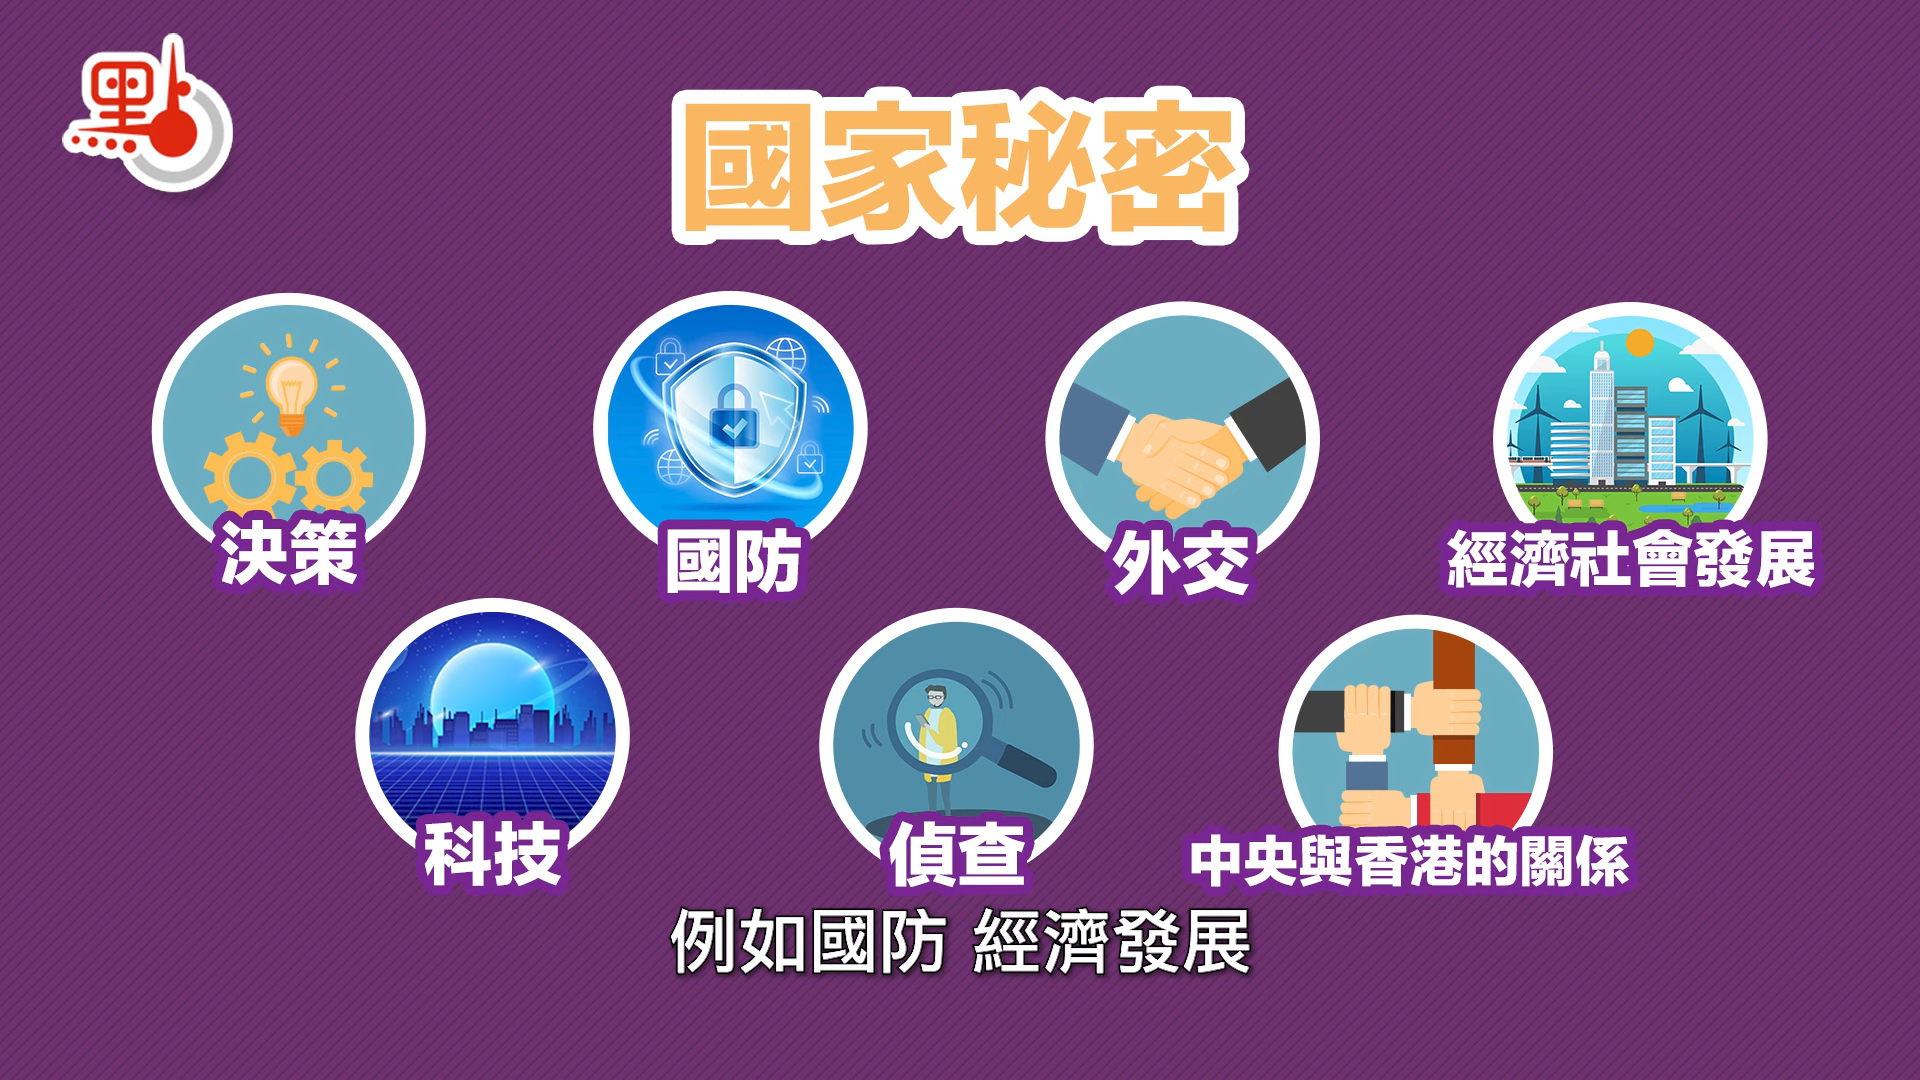 點
國家秘密
決策
國防
外交
經濟社會發展
科技
偵查
中央與香港的關係
例如國防 經濟發展